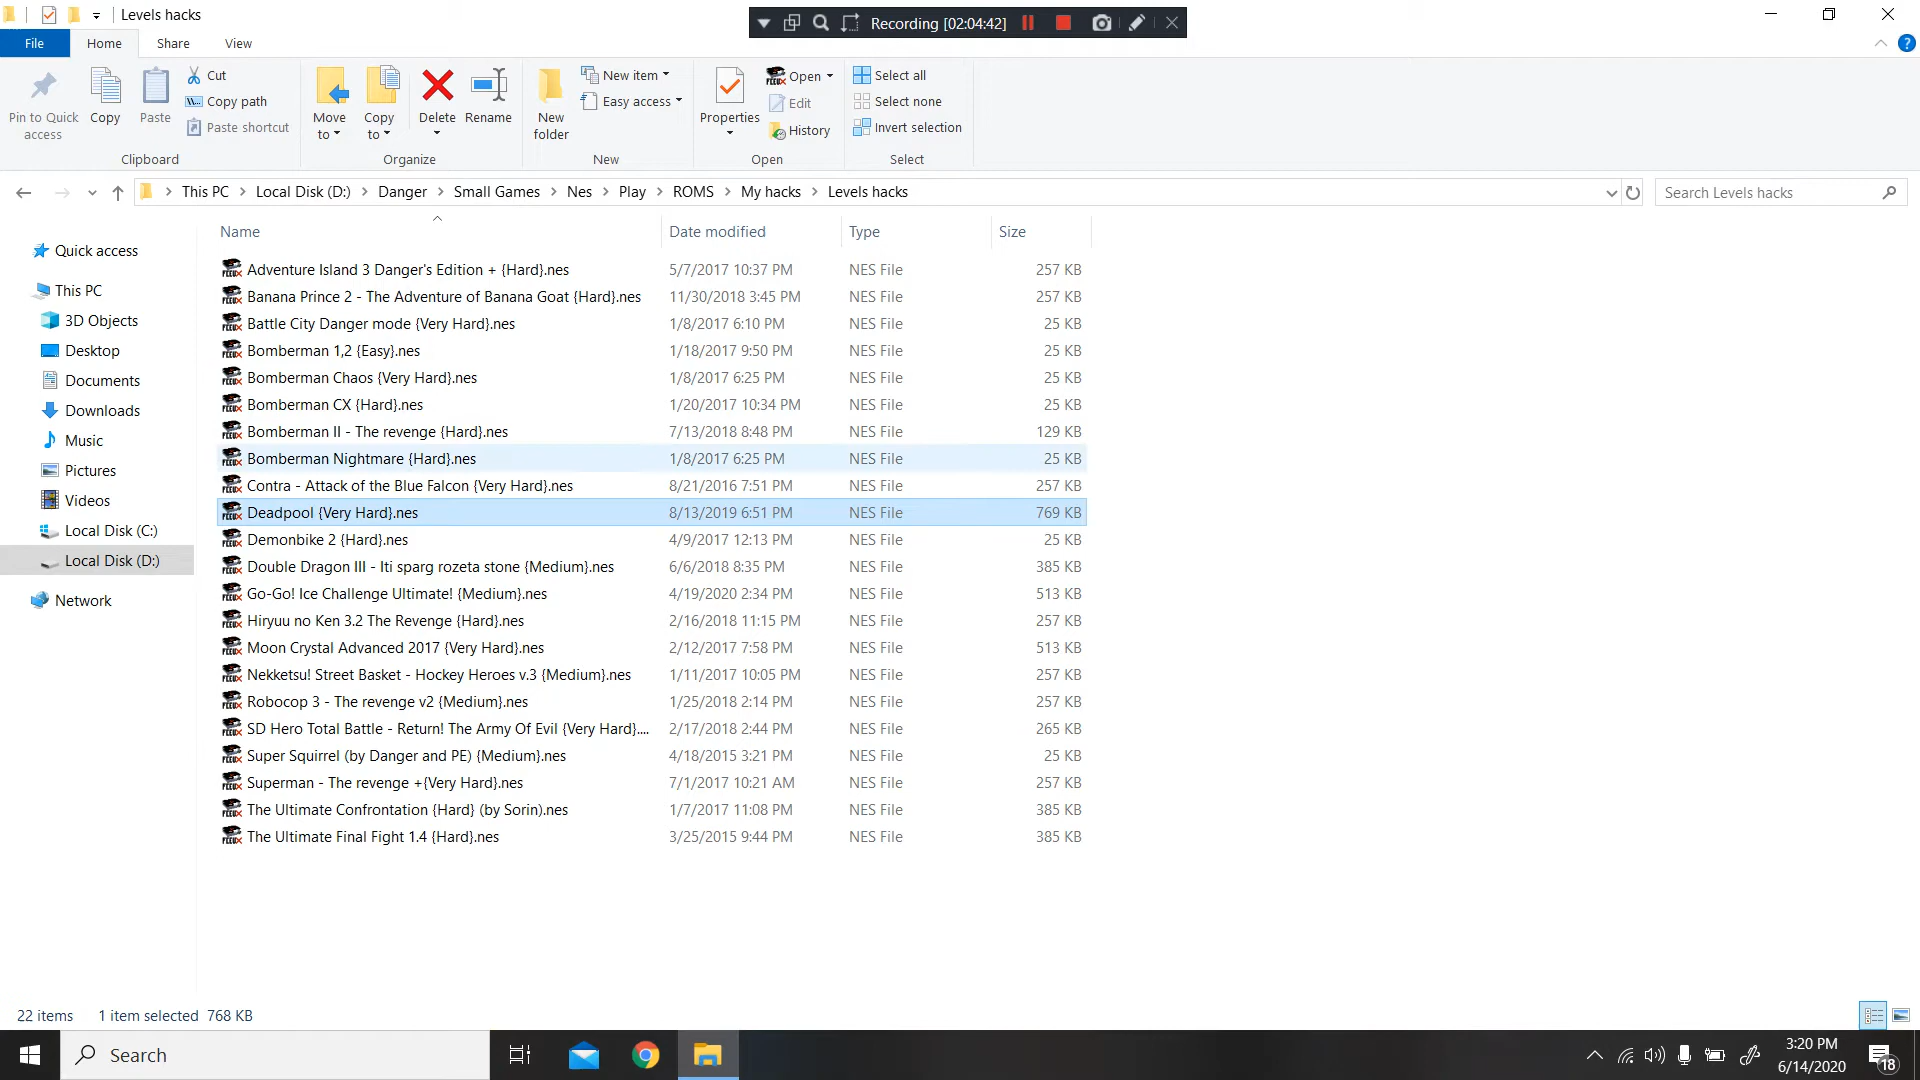 Levels hacks
Recording [02:04:42]
File Home Share View
Pin to Quick access
Copy
Paste
Cut
Copy path
Paste shortcut
Clipboard
Move to
Copy to
Delete
Rename
Organize
New folder
New item
Easy access
New
Properties
Open
Edit
History
Open
Select all
Select none
Invert selection
Select
This PC > Local Disk (D:) > Danger > Small Games > Nes > Play > ROMS > My hacks > Levels hacks
Search Levels hacks
Quick access
This PC
3D Objects
Desktop
Documents
Downloads
Music
Pictures
Videos
Local Disk (C:)
Local Disk (D:)
Network
Name Date modified Type Size
Adventure Island 3 Danger's Edition + {Hard}.nes 5/7/2017 10:37 PM NES File 257 KB
Banana Prince 2 - The Adventure of Banana Goat {Hard}.nes 11/30/2018 3:45 PM NES File 257 KB
Battle City Danger mode {Very Hard}.nes 1/8/2017 6:10 PM NES File 25 KB
Bomberman 1,2 {Easy}.nes 1/18/2017 9:50 PM NES File 25 KB
Bomberman Chaos {Very Hard}.nes 1/8/2017 6:25 PM NES File 25 KB
Bomberman CX {Hard}.nes 1/20/2017 10:34 PM NES File 25 KB
Bomberman II - The revenge {Hard}.nes 7/13/2018 8:48 PM NES File 129 KB
Bomberman Nightmare {Hard}.nes 1/8/2017 6:25 PM NES File 25 KB
Contra - Attack of the Blue Falcon {Very Hard}.nes 8/21/2016 7:51 PM NES File 257 KB
Deadpool {Very Hard}.nes 8/13/2019 6:51 PM NES File 769 KB
Demonbike 2 {Hard}.nes 4/9/2017 12:13 PM NES File 25 KB
Double Dragon III - Iti sparg rozeta stone {Medium}.nes 6/6/2018 8:35 PM NES File 385 KB
Go-Go! Ice Challenge Ultimate! {Medium}.nes 4/19/2020 2:34 PM NES File 513 KB
Hiryuu no Ken 3.2 The Revenge {Hard}.nes 2/16/2018 11:15 PM NES File 257 KB
Moon Crystal Advanced 2017 {Very Hard}.nes 2/12/2017 7:58 PM NES File 513 KB
Nekketsu! Street Basket - Hockey Heroes v.3 {Medium}.nes 1/11/2017 10:05 PM NES File 257 KB
Robocop 3 - The revenge v2 {Medium}.nes 1/25/2018 2:14 PM NES File 257 KB
SD Hero Total Battle - Return! The Army Of Evil {Very Hard}.... 2/17/2018 2:44 PM NES File 265 KB
Super Squirrel (by Danger and PE) {Medium}.nes 4/18/2015 3:21 PM NES File 25 KB
Superman - The revenge +{Very Hard}.nes 7/1/2017 10:21 AM NES File 257 KB
The Ultimate Confrontation {Hard} (by Sorin).nes 1/7/2017 11:08 PM NES File 385 KB
The Ultimate Final Fight 1.4 {Hard}.nes 3/25/2015 9:44 PM NES File 385 KB
22 items 1 item selected 768 KB
Search
3:20 PM
6/14/2020
18